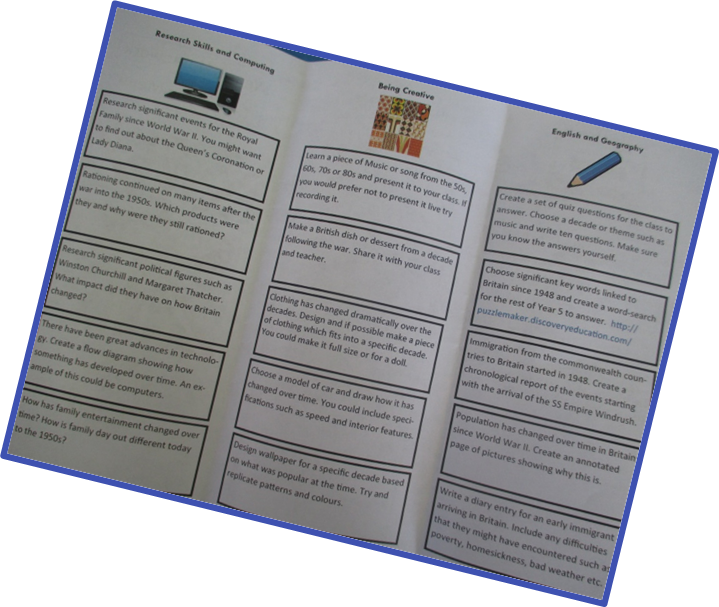 Research Skills and Computing
Research significant events for the Royal
Family since World War II. You might want
to find out about the Queen's Coronation or
Lady Diana.
Rationing continued on many items after the
war into the 1950s. Which products were
they and why were they still rationed?
Research significant political figures such as
Winston Churchill and Margaret Thatcher.
What impact did they have on how Britain
changed?
There have been great advances in technolo-
gy. Create a flow diagram showing how
something has developed over time. An ex-
ample of this could be computers.
How has family entertainment changed over
time? How is family day out different today
to the 1950s?
Being Creative
Learn a piece of Music or song from the 50s,
60s, 70s or 80s and present it to your class. If
you would prefer not to present it live try
recording it.
Make a British dish or dessert from a decade
following the war. Share it with your class
and teacher.
Clothing has changed dramatically over the
decades. Design and if possible make a piece
of clothing which fits into a specific decade.
You could make it full size or for a doll.
Choose a model of car and draw how it has
changed over time. You could include speci-
fications such as speed and interior features.
Design wallpaper for a specific decade based
on what was popular at the time. Try and
replicate patterns and colours.
English and Geography
Create a set of quiz questions for the class to
answer. Choose a decade or theme such as
music and write ten questions. Make sure
you know the answers yourself.
Choose significant key words linked to
Britain since 1948 and create a word-search
for the rest of Year 5 to answer. http://
puzzlemaker.discoveryeducation.com/
Immigration from the commonwealth coun-
tries to Britain started in 1948. Create a
chronological report of the events starting
with the arrival of the SS Empire Windrush.
Population has changed over time in Britain
since World War II. Create an annotated
page of pictures showing why this is.
Write a diary entry for an early immigrant
arriving in Britain. Include any difficulties
that they might have encountered such as
poverty, homesickness, bad weather etc.